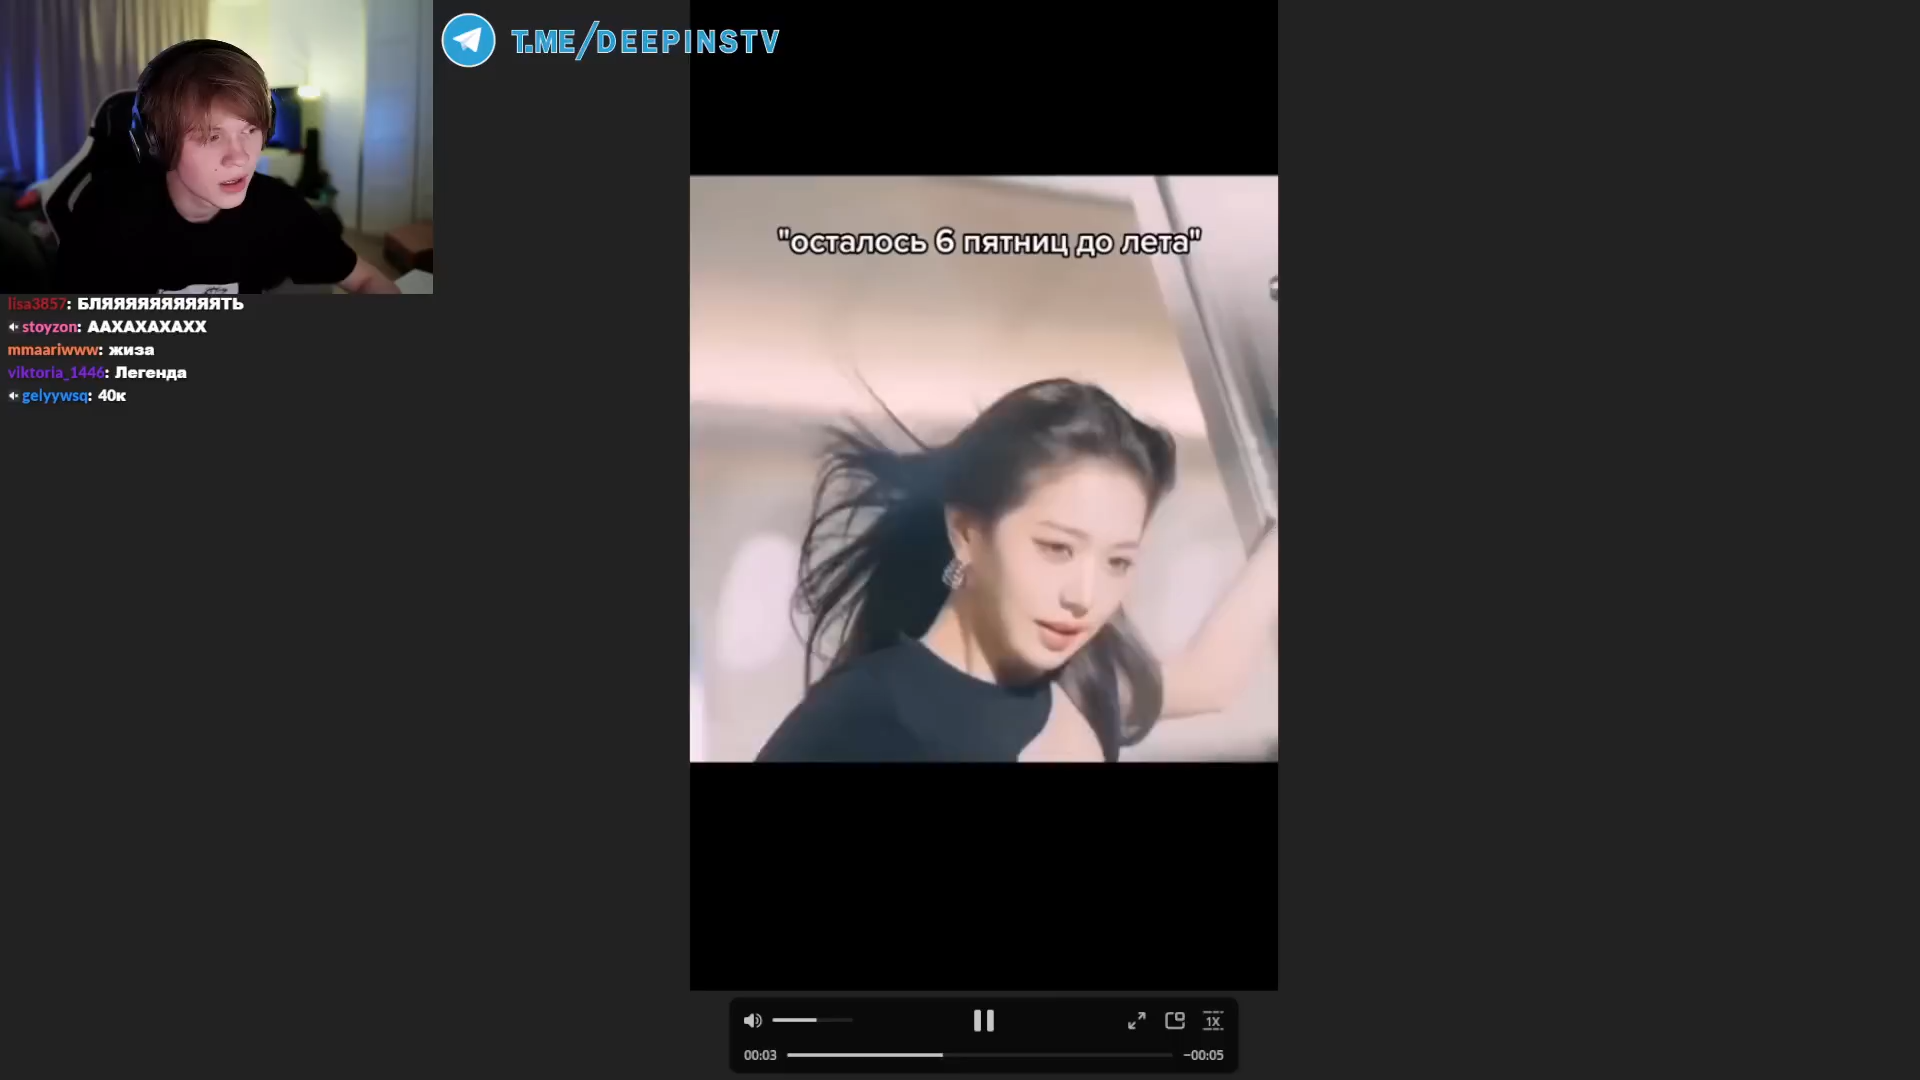 T.ME/DEEPINSTV
"осталось 6 пятниц до лета"
lisa3857: БЛЯЯЯЯЯЯЯЯЯЯТЬ
stoyzon: ААХАХАХАХХ
mmaariwww: жиза
viktoria_1446: Легенда
gelyywsq: 40к
1X
00:03
−00:05